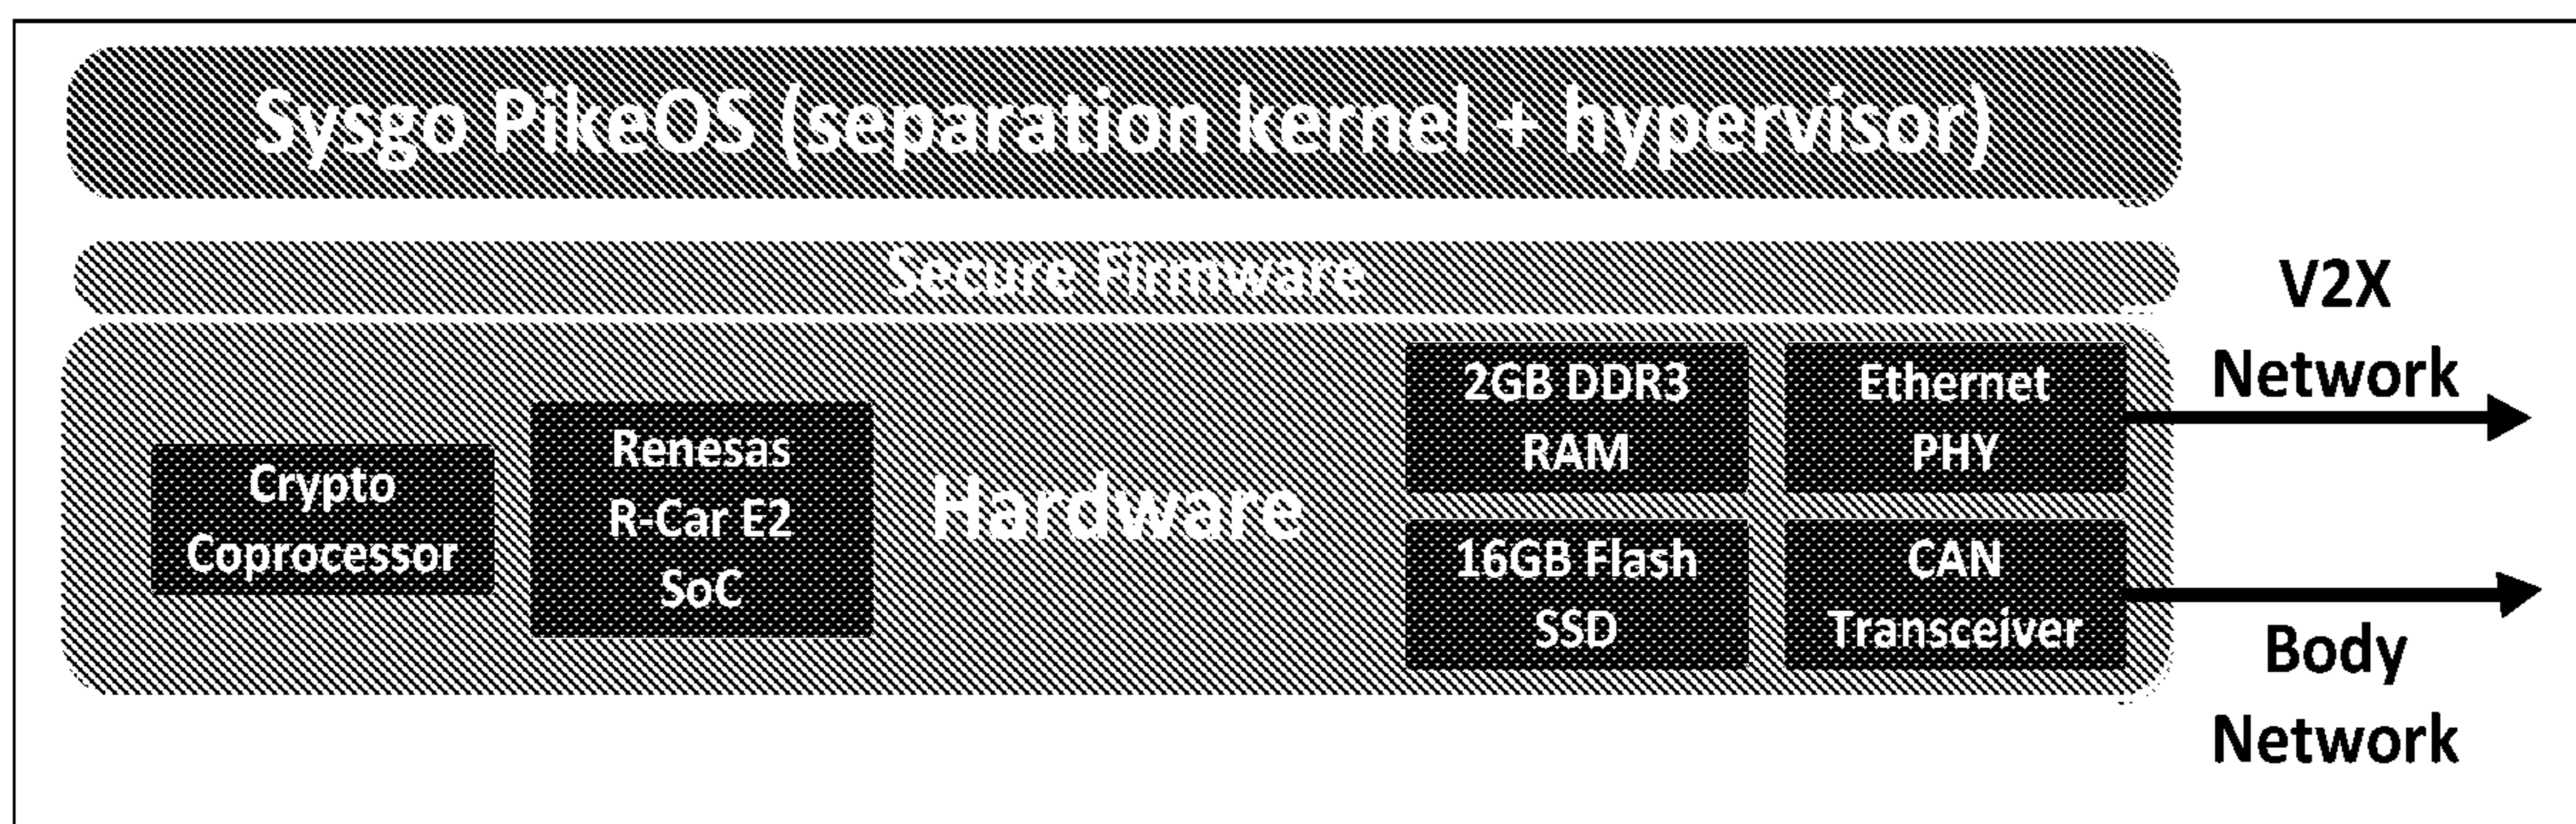 Sysgo PikeOS (separation kernel + hypervisor)
Secure Firmware
Crypto
Coprocessor
Renesas
R-Car E2
SoC
Hardware
2GB DDR3
RAM
16GB Flash
SSD
Ethernet
PHY
CAN
Transceiver
V2X
Network
Body
Network